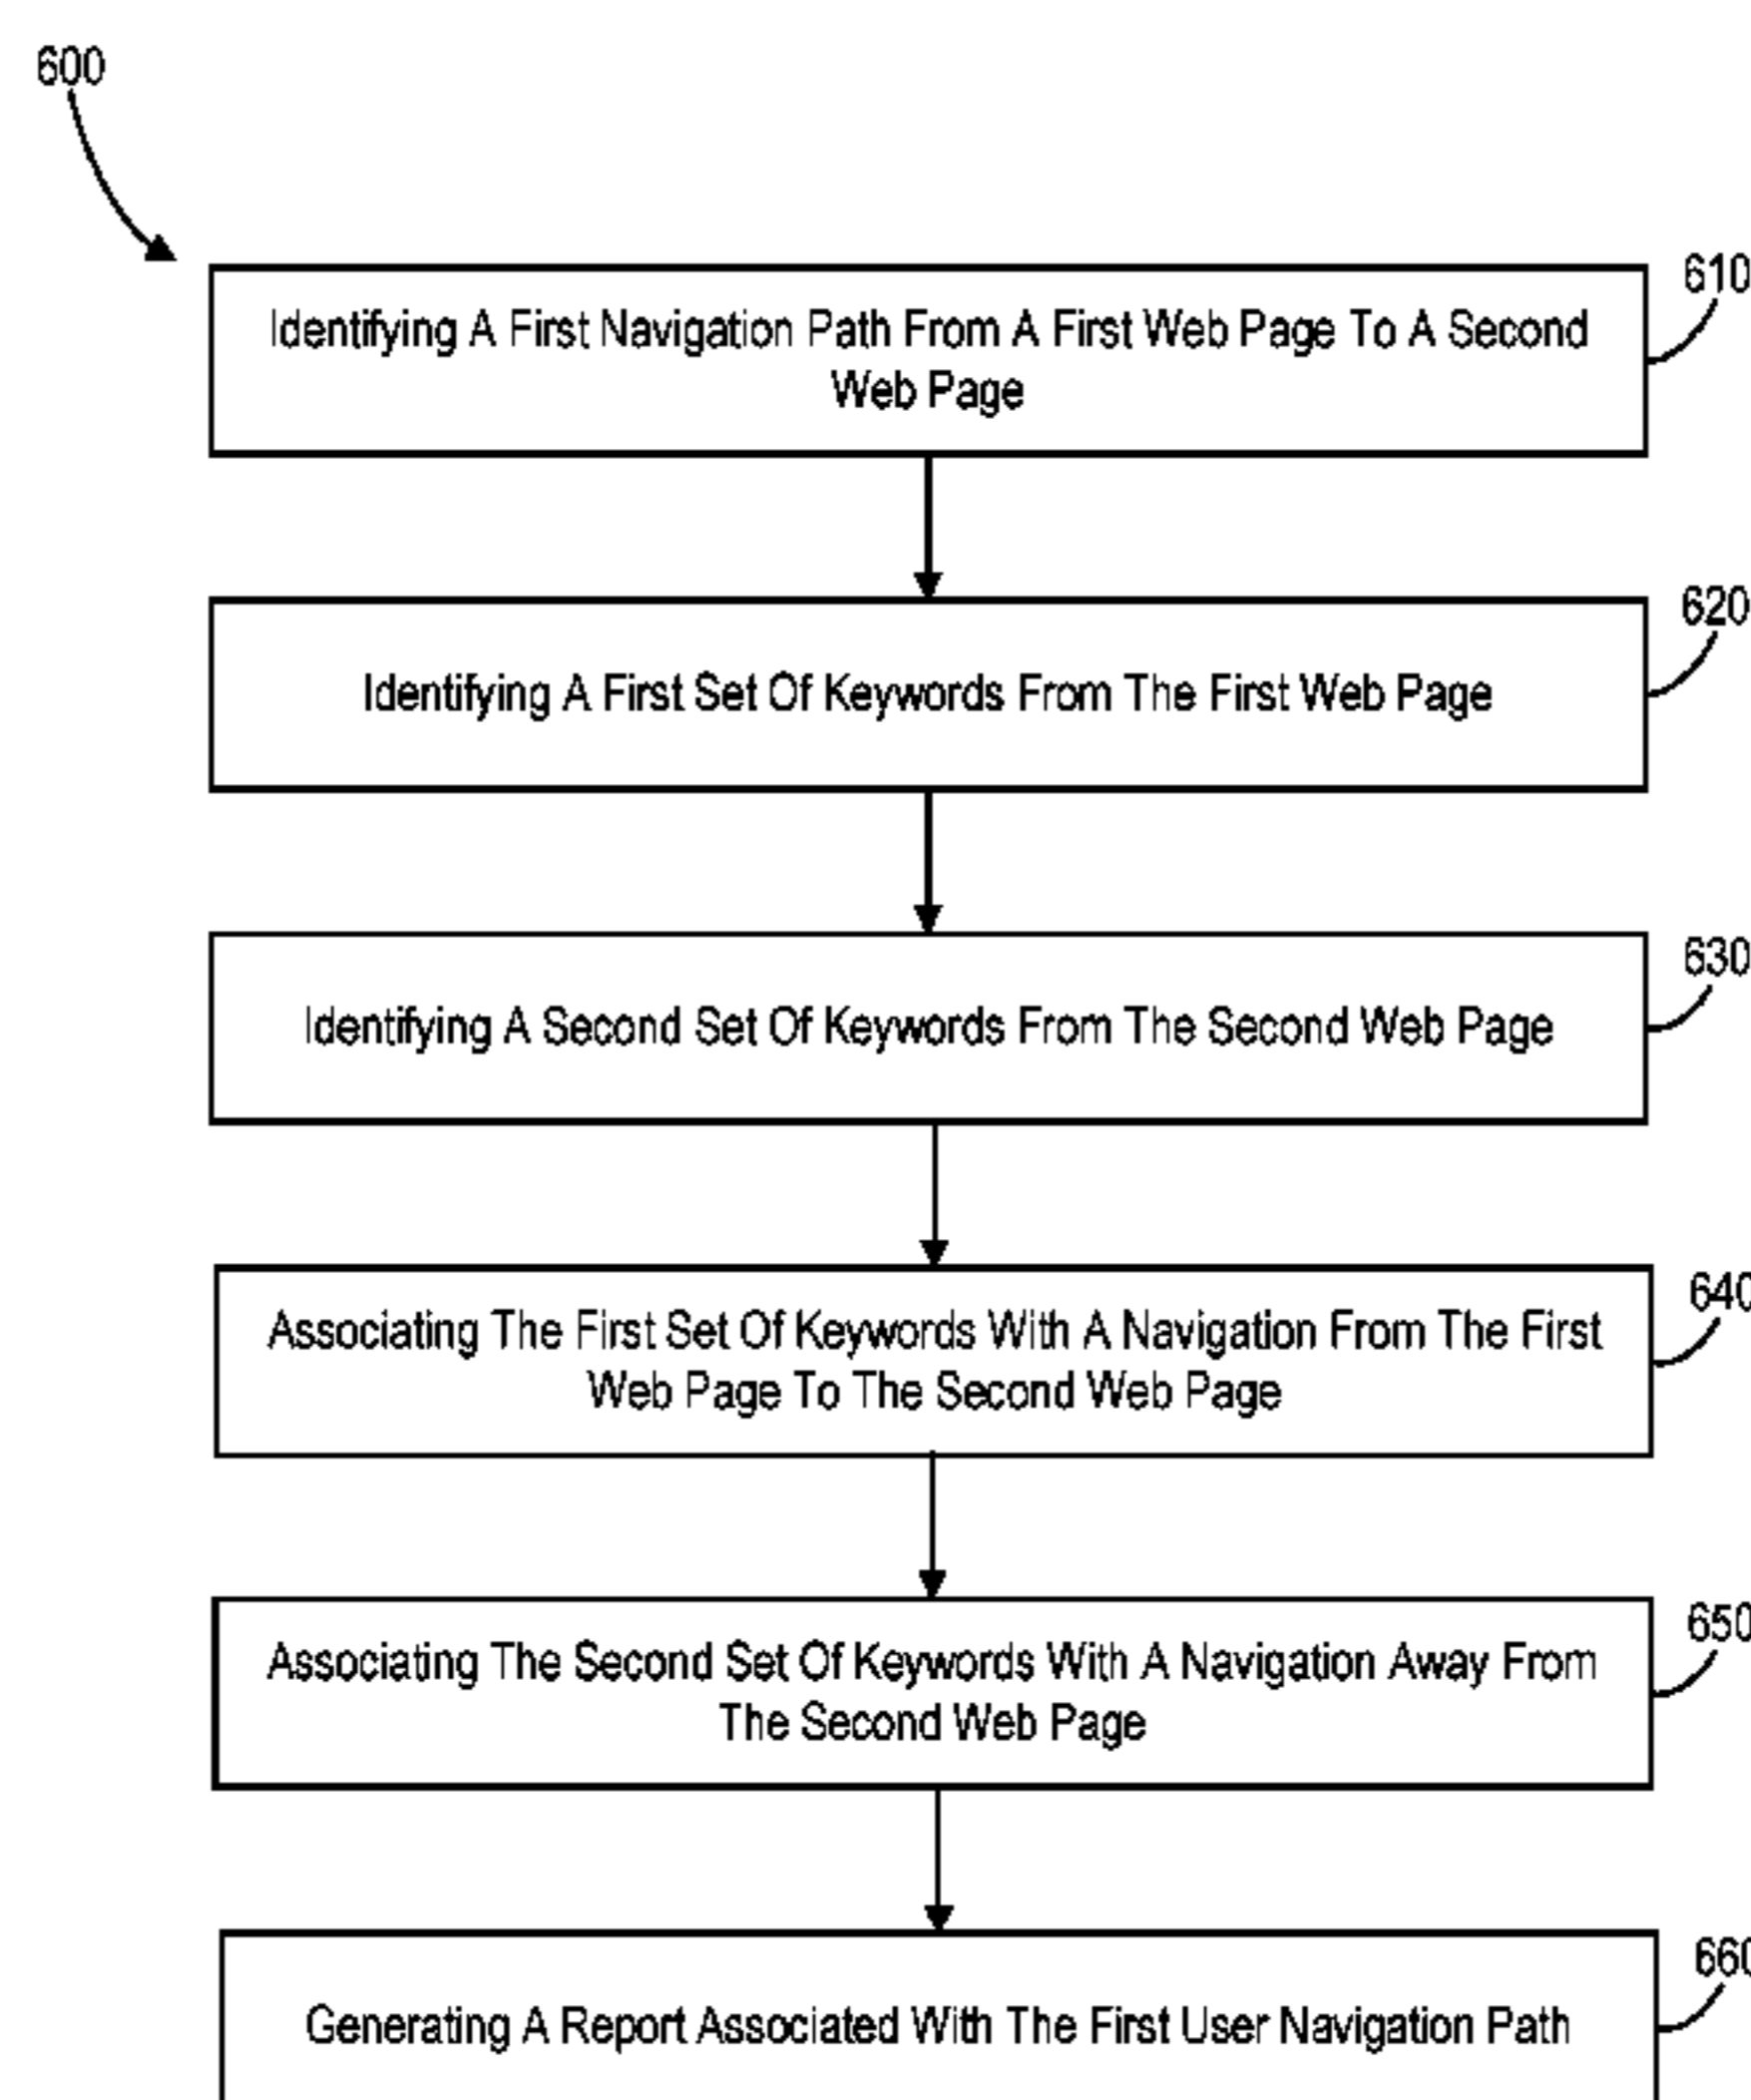 600
610
Identifying A First Navigation Path From A First Web Page To A Second
Web Page
620
Identifying A First Set Of Keywords From The First Web Page
630
Identifying A Second Set Of Keywords From The Second Web Page
640
Associating The First Set Of Keywords With A Navigation From The First
Web Page To The Second Web Page
650
Associating The Second Set Of Keywords With A Navigation Away From
The Second Web Page
660
Generating A Report Associated With The First User Navigation Path